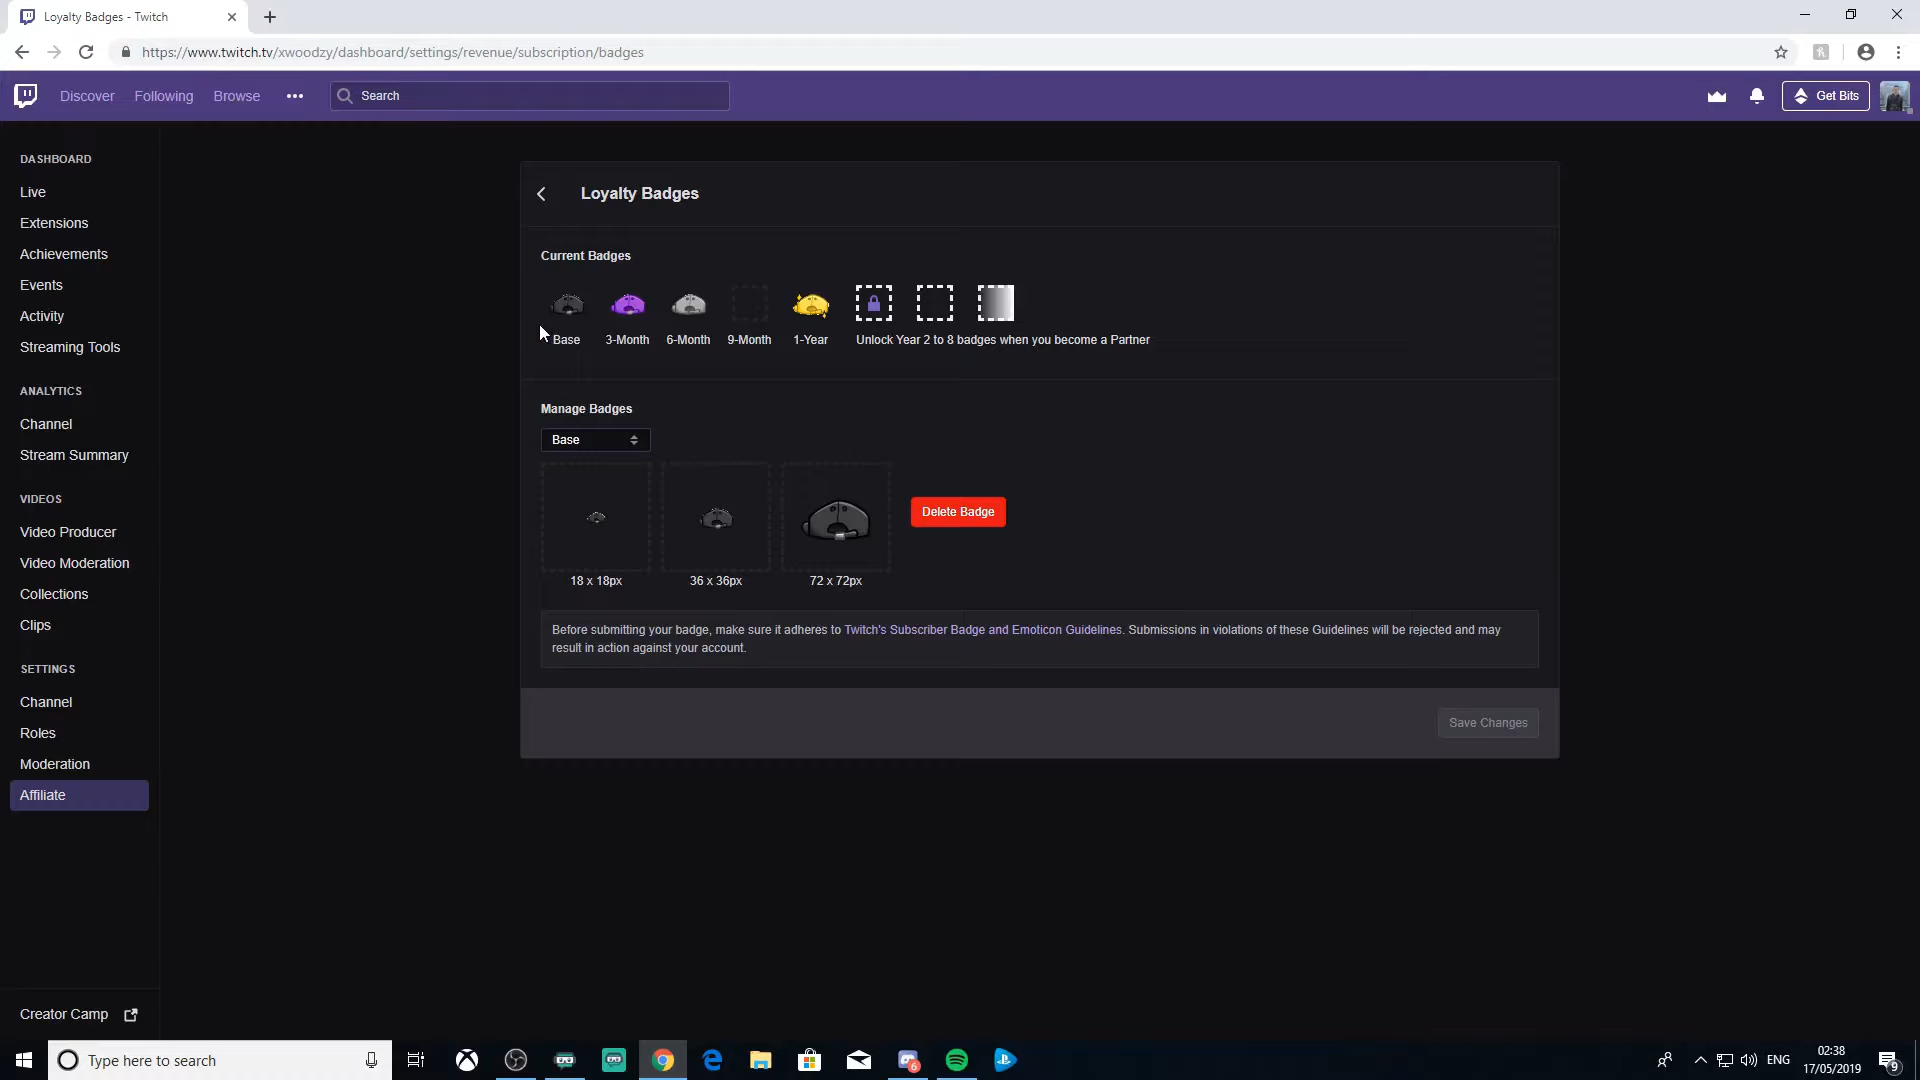 Loyalty Badges - Twitch
https://www.twitch.tv/xwoodzy/dashboard/settings/revenue/subscription/badges
Discover
Following
Browse
Search
Get Bits
DASHBOARD
Live
Extensions
Achievements
Events
Activity
Streaming Tools
ANALYTICS
Channel
Stream Summary
VIDEOS
Video Producer
Video Moderation
Collections
Clips
SETTINGS
Channel
Roles
Moderation
Affiliate
Creator Camp
Loyalty Badges
Current Badges
Base
3-Month
6-Month
9-Month
1-Year
Unlock Year 2 to 8 badges when you become a Partner
Manage Badges
Base
Delete Badge
18 x 18px
36 x 36px
72 x 72px
Before submitting your badge, make sure it adheres to Twitch's Subscriber Badge and Emoticon Guidelines. Submissions in violations of these Guidelines will be rejected and may
result in action against your account.
Save Changes
Type here to search
6
ENG
02:38
17/05/2019
9